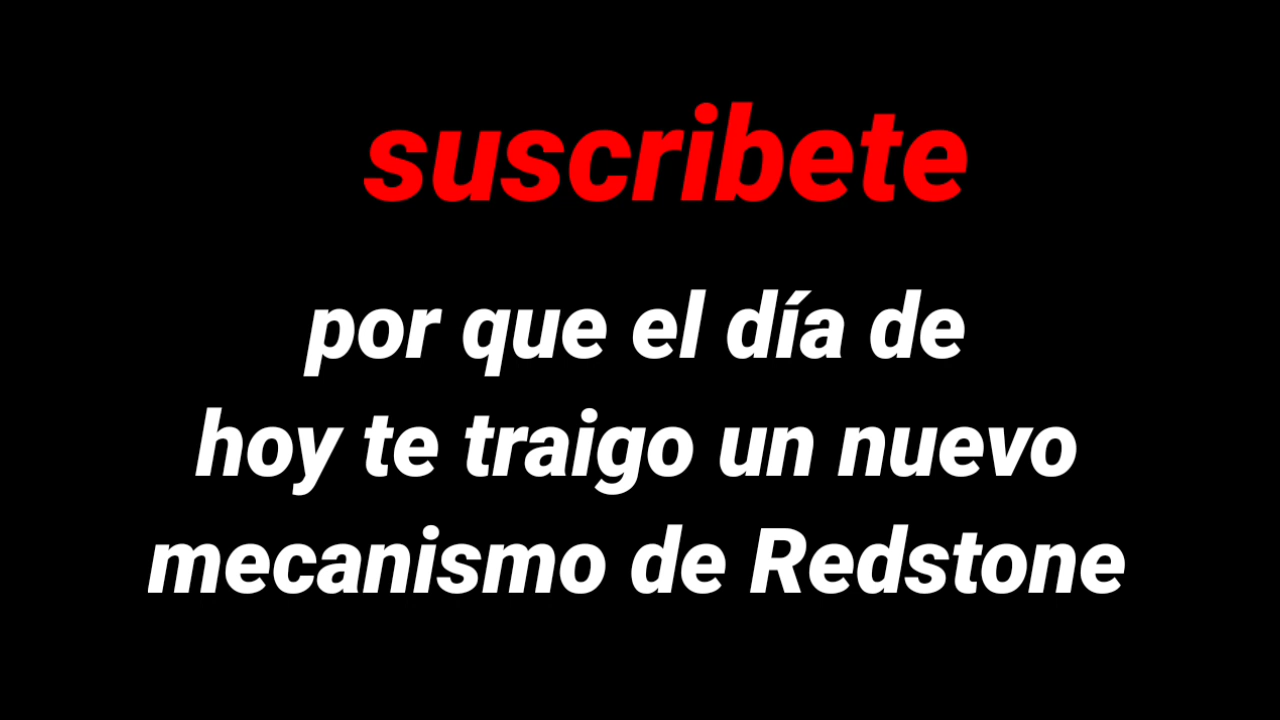 suscribete
por que el día de
hoy te traigo un nuevo
mecanismo de Redstone